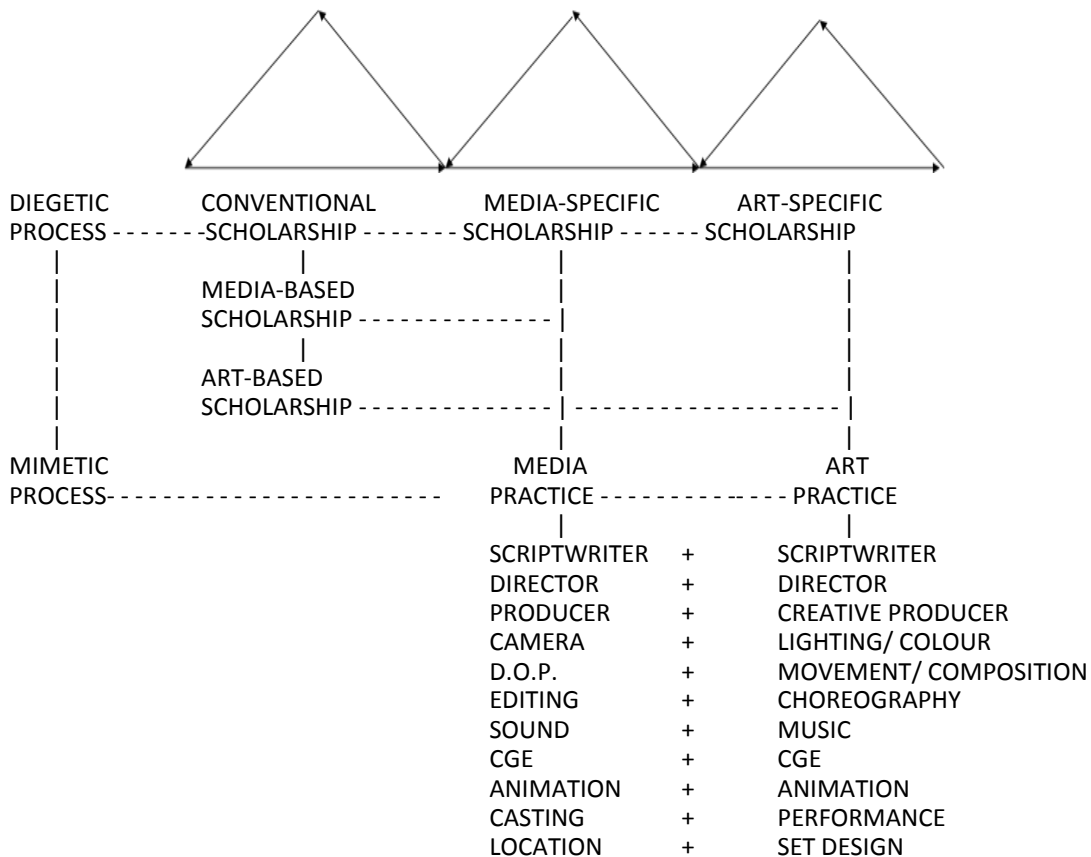 DIEGETIC CONVENTIONAL MEDIA-SPECIFIC ART-SPECIFIC
PROCESS - - - - - - -SCHOLARSHIP - - - - - - - SCHOLARSHIP - - - - - - SCHOLARSHIP
MEDIA-BASED
SCHOLARSHIP - - - - - - - - - - - - - -
ART-BASED
SCHOLARSHIP - - - - - - - - - - - - - - - - - - - - - - - - - - - -
MIMETIC MEDIA ART
PROCESS- - - - - - - - - - - - - - - - - - - - - - - - PRACTICE - - - - - - - - - ---- - - - PRACTICE
SCRIPTWRITER + SCRIPTWRITER
DIRECTOR + DIRECTOR
PRODUCER + CREATIVE PRODUCER
CAMERA + LIGHTING/ COLOUR
D.O.P. + MOVEMENT/ COMPOSITION
EDITING + CHOREOGRAPHY
SOUND + MUSIC
CGE + CGE
ANIMATION + ANIMATION
CASTING + PERFORMANCE
LOCATION + SET DESIGN